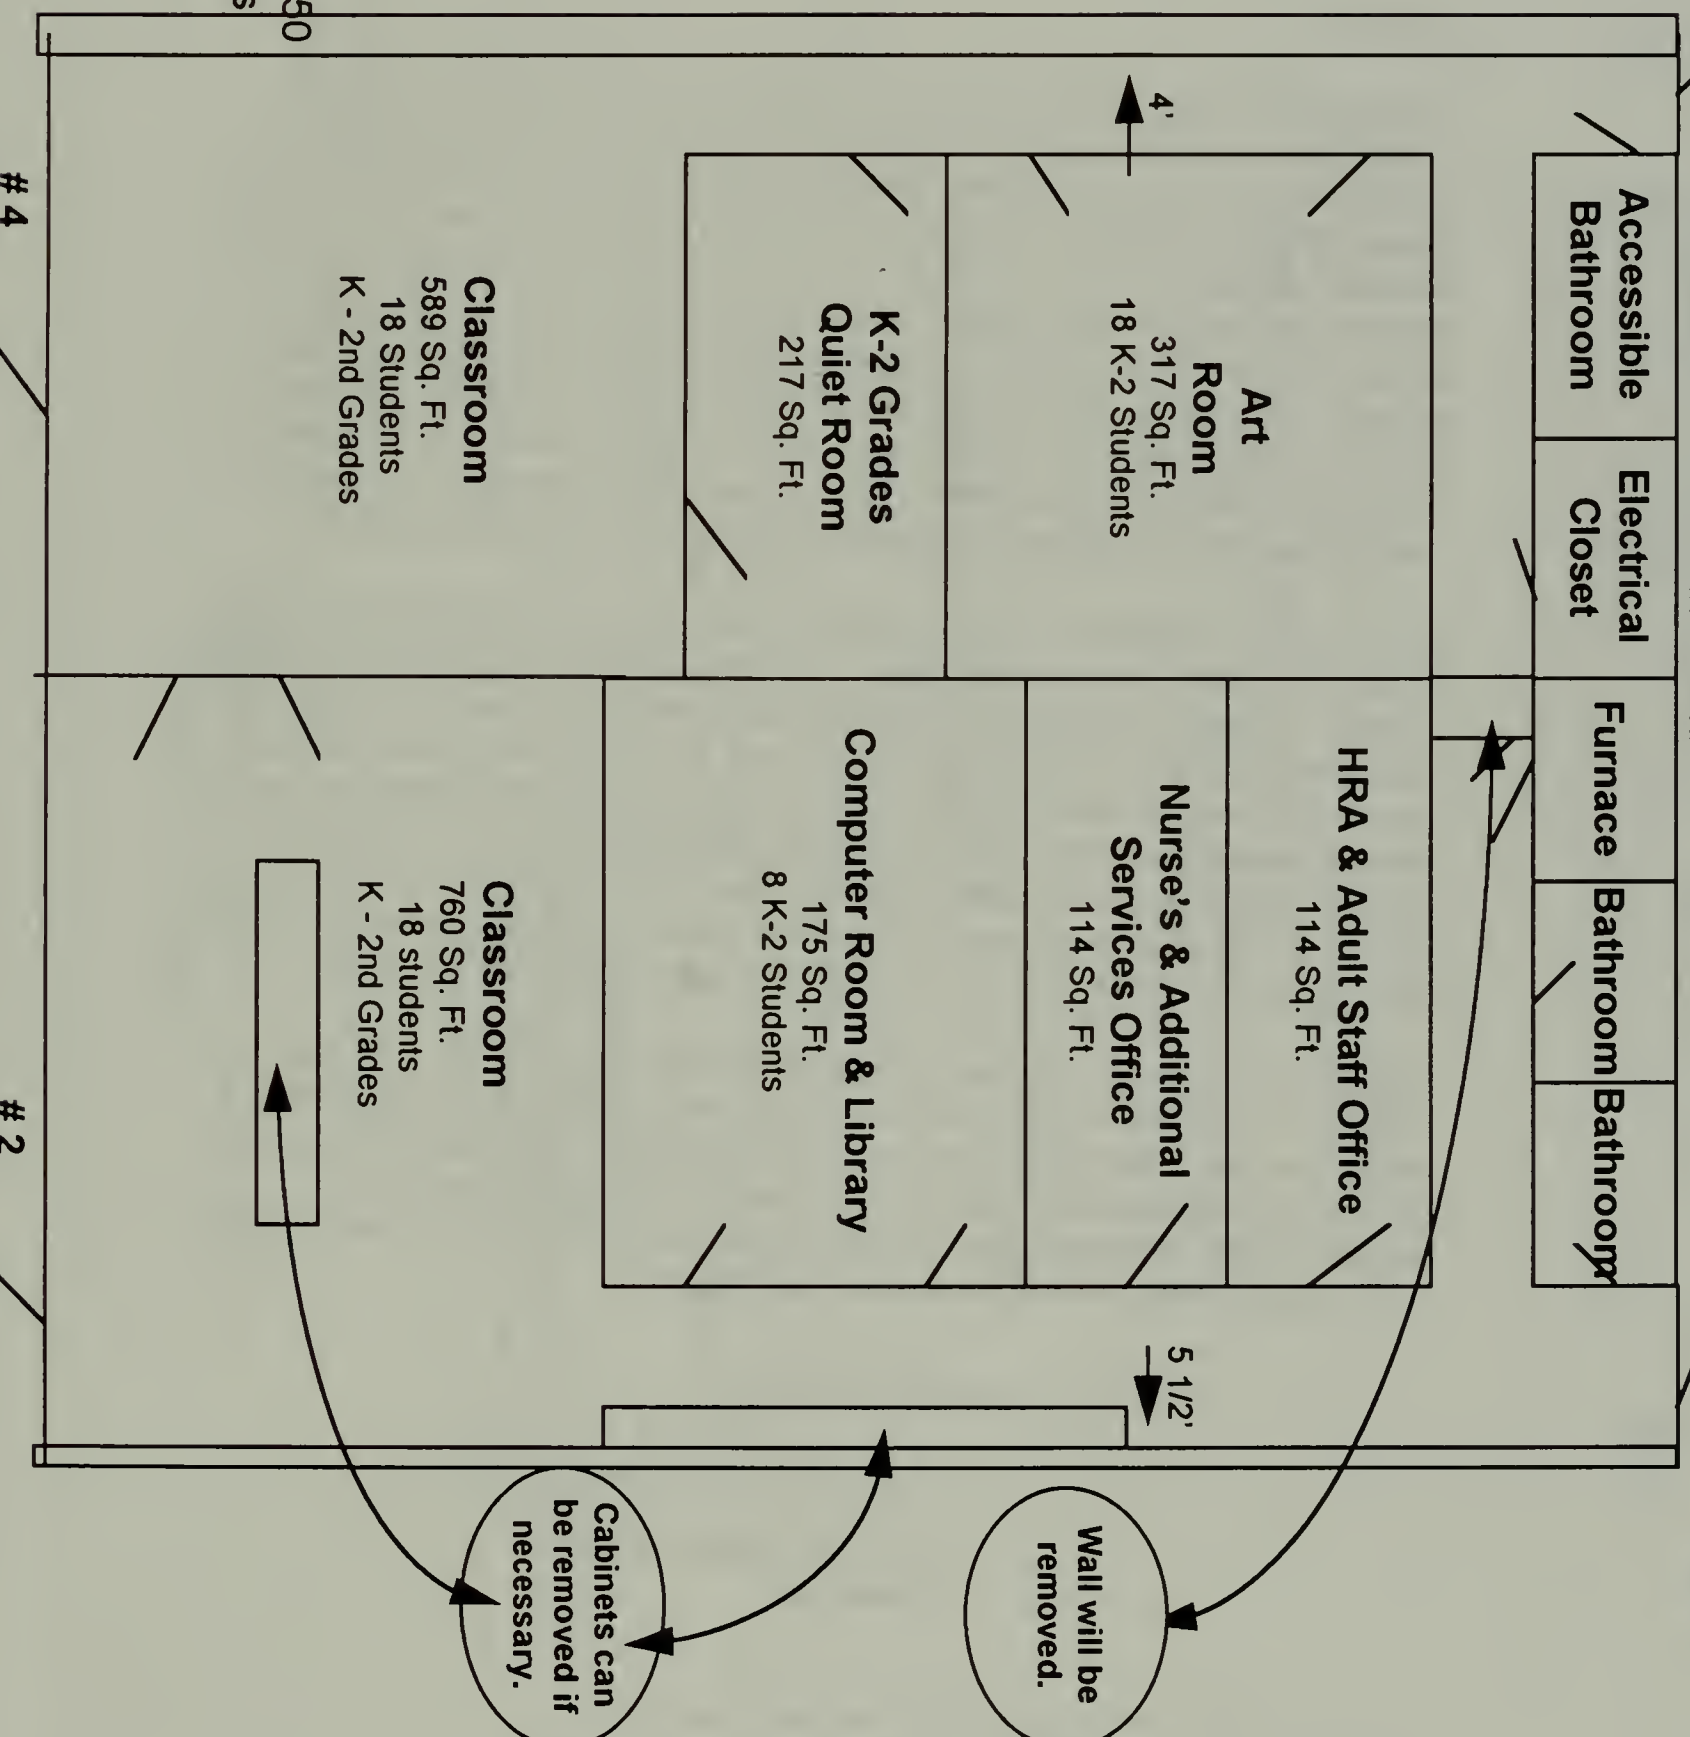 Accessible
Bathroom
Electrical
Closet
Furnace
Bathroom
Bathroom
4'
Art
Room
317 Sq. Ft.
18 K-2 Students
HRA & Adult Staff Office
114 Sq. Ft.
Nurse's & Additional
Services Office
114 Sq. Ft.
5 1/2'
Wall will be
removed.
K-2 Grades
Quiet Room
217 Sq. Ft.
Computer Room & Library
175 Sq. Ft.
8 K-2 Students
Cabinets can
be removed if
necessary.
Classroom
589 Sq. Ft.
18 Students
K - 2nd Grades
Classroom
760 Sq. Ft.
18 students
K - 2nd Grades
50
s
# 4
# 2